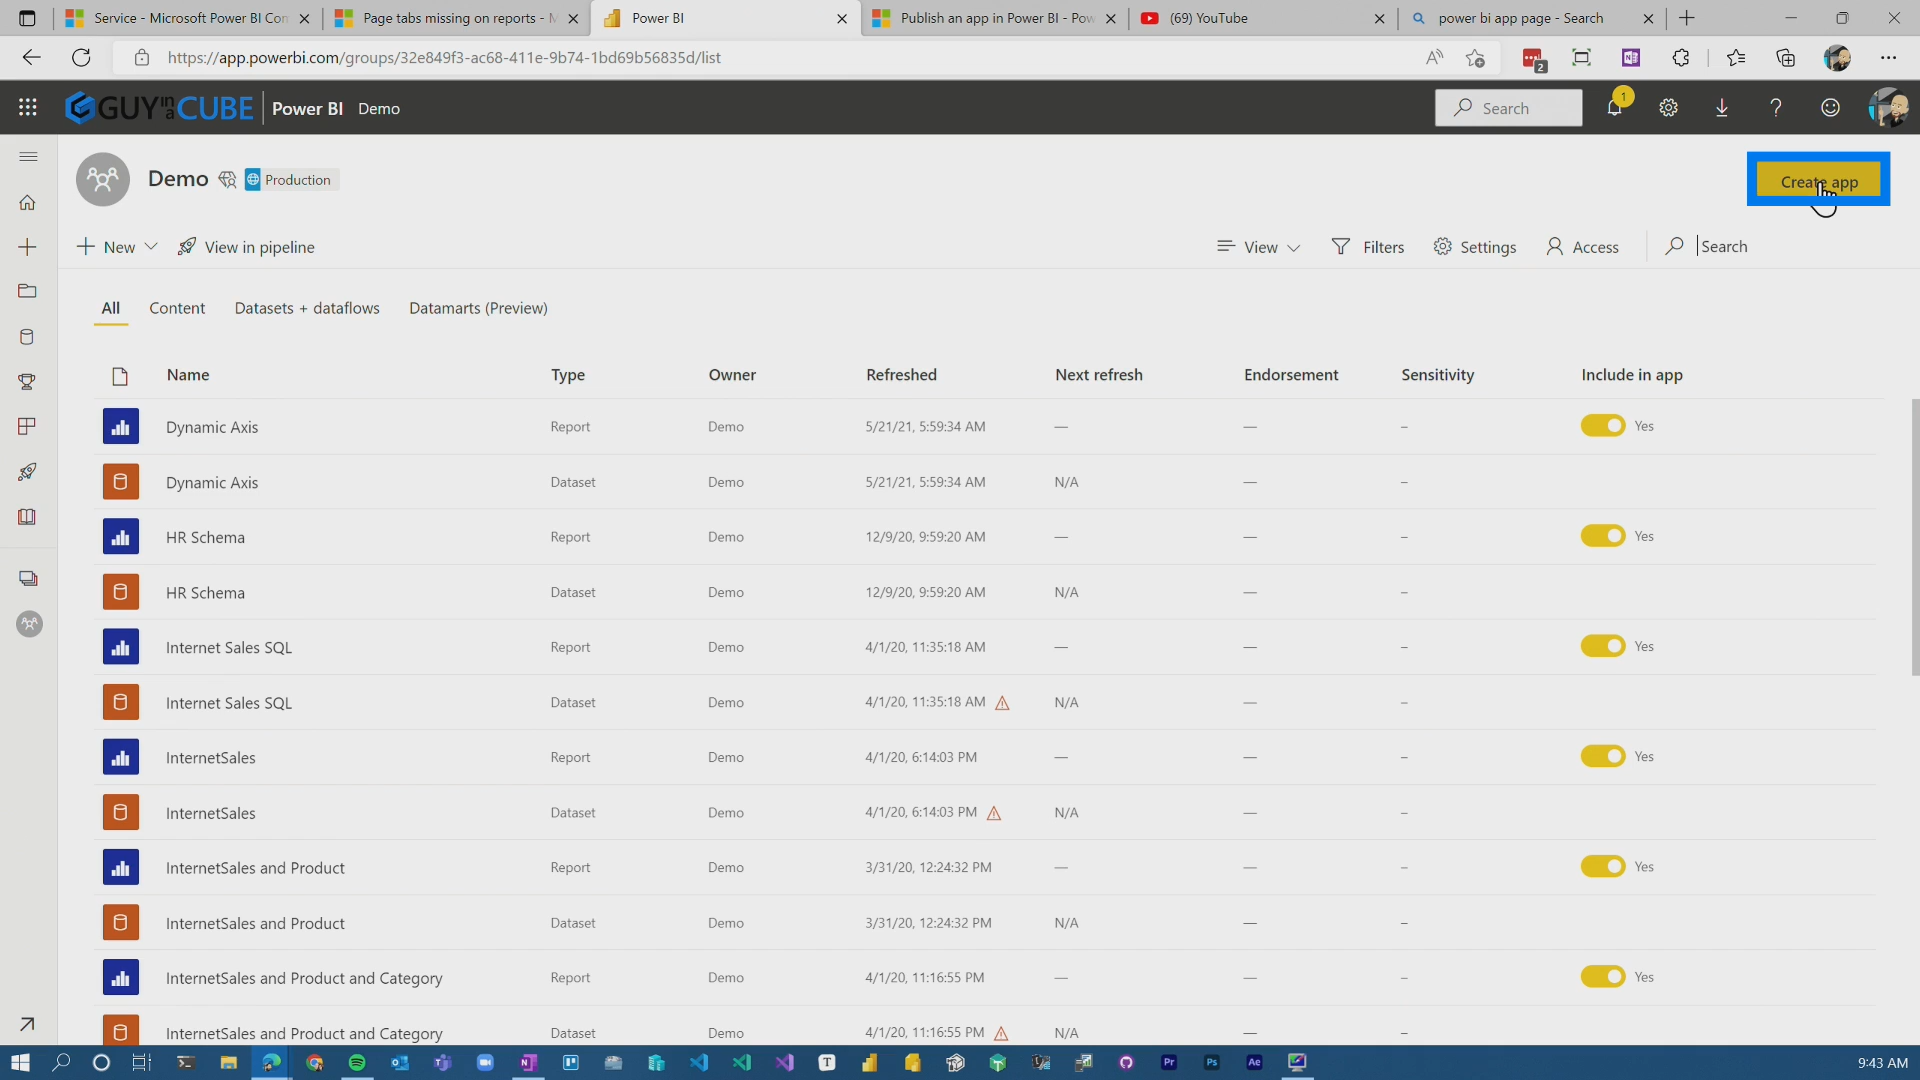 Service - Microsoft Power BI Con
Page tabs missing on reports - M
Power BI
Publish an app in Power BI - Pow
(69) YouTube
power bi app page - Search
https://app.powerbi.com/groups/32e849f3-ac68-411e-9b74-1bd69b56835d/list
2
GUY in a CUBE Power BI Demo
Search
1
Demo Production
Create app
New View in pipeline View Filters Settings Access Search
All Content Datasets + dataflows Datamarts (Preview)
Name Type Owner Refreshed Next refresh Endorsement Sensitivity Include in app
Dynamic Axis Report Demo 5/21/21, 5:59:34 AM — — – Yes
Dynamic Axis Dataset Demo 5/21/21, 5:59:34 AM N/A — –
HR Schema Report Demo 12/9/20, 9:59:20 AM — — – Yes
HR Schema Dataset Demo 12/9/20, 9:59:20 AM N/A — –
Internet Sales SQL Report Demo 4/1/20, 11:35:18 AM — — – Yes
Internet Sales SQL Dataset Demo 4/1/20, 11:35:18 AM N/A — –
InternetSales Report Demo 4/1/20, 6:14:03 PM — — – Yes
InternetSales Dataset Demo 4/1/20, 6:14:03 PM N/A — –
InternetSales and Product Report Demo 3/31/20, 12:24:32 PM — — – Yes
InternetSales and Product Dataset Demo 3/31/20, 12:24:32 PM N/A — –
InternetSales and Product and Category Report Demo 4/1/20, 11:16:55 PM — — – Yes
InternetSales and Product and Category Dataset Demo 4/1/20, 11:16:55 PM N/A — –
T Pr Ps Ae
9:43 AM